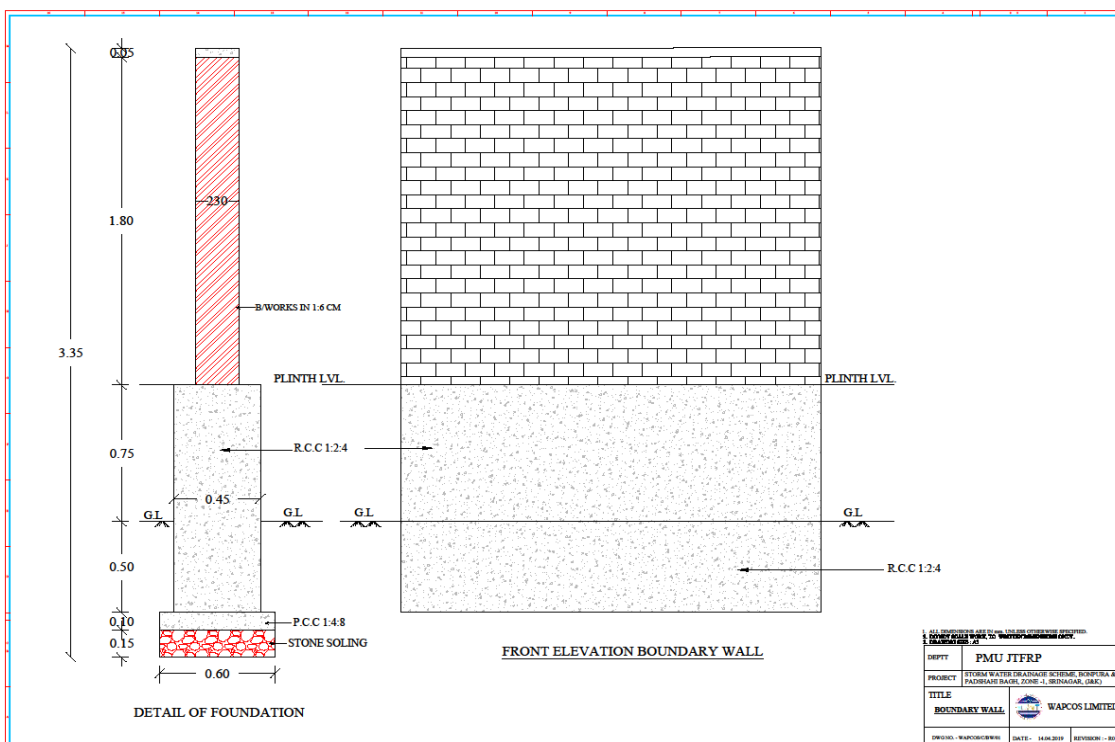 0.05
1.80
230
B/WORKS IN 1:6 CM
3.35
PLINTH LVL.
PLINTH LVL.
0.75
R.C.C 1:2:4
0.45
G.L
G.L
G.L
G.L
0.50
R.C.C 1:2:4
0.10
P.C.C 1:4:8
0.15
STONE SOLING
0.60
FRONT ELEVATION BOUNDARY WALL
DETAIL OF FOUNDATION
1. ALL DIMENSIONS ARE IN mm. UNLESS OTHERWISE SPECIFIED.
DEPTT PMU JTFRP
PROJECT STORM WATER DRAINAGE SCHEME, BONPURA &
PADSHAHI BAGH, ZONE -1, SRINAGAR, (J&K)
TITLE
BOUNDARY WALL
WAPCOS LIMITED
DATE - 14.04.2019 REVISION :- R0